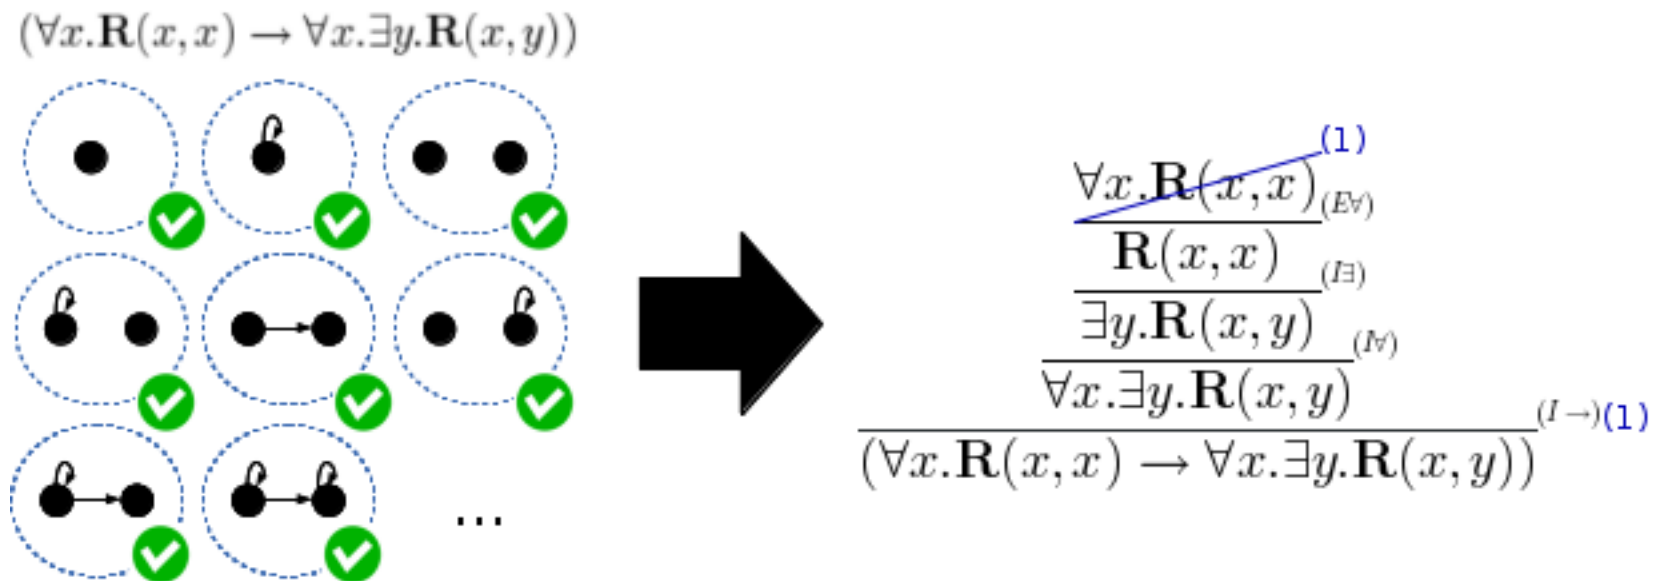 (∀x.R(x,x) → ∀x.∃y.R(x,y))
...
(1)
∀x.R(x,x) (E∀)
R(x,x) (I∃)
∃y.R(x,y) (I∀)
∀x.∃y.R(x,y) (I→)(1)
(∀x.R(x,x) → ∀x.∃y.R(x,y))